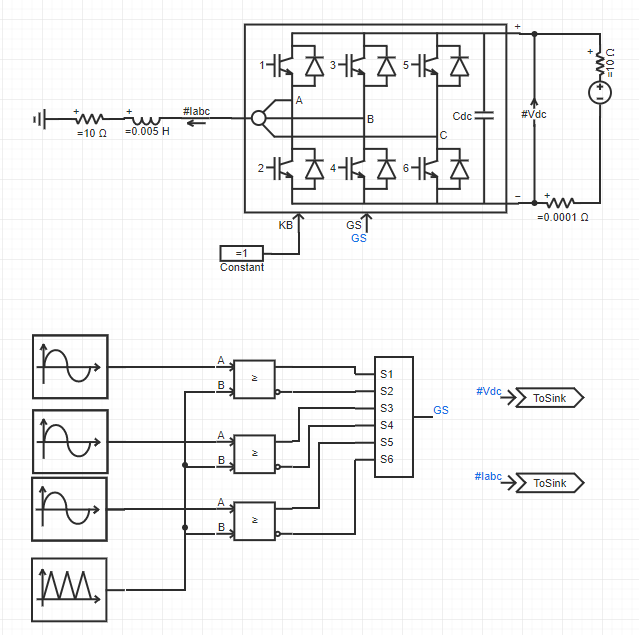 +
1
3
5
=10 Ω
+
+
-
+
+
#Iabc
A
B
C
Cdc
#Vdc
=10 Ω
=0.005 H
2
4
6
−
+
=0.0001 Ω
KB
GS
GS
=1
Constant
A
B
≥
S1
S2
S3
S4
S5
S6
GS
#Vdc
ToSink
A
B
≥
#Iabc
ToSink
A
B
≥